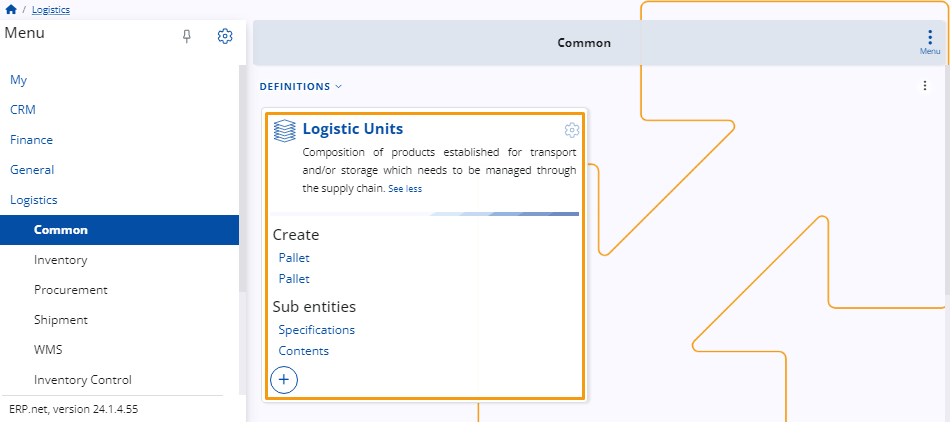 / Logistics
Menu
My
CRM
Finance
General
Logistics
Common
Inventory
Procurement
Shipment
WMS
Inventory Control
ERP.net, version 24.1.4.55
Common
Menu
DEFINITIONS
Logistic Units
Composition of products established for transport
and/or storage which needs to be managed through
the supply chain. See less
Create
Pallet
Pallet
Sub entities
Specifications
Contents